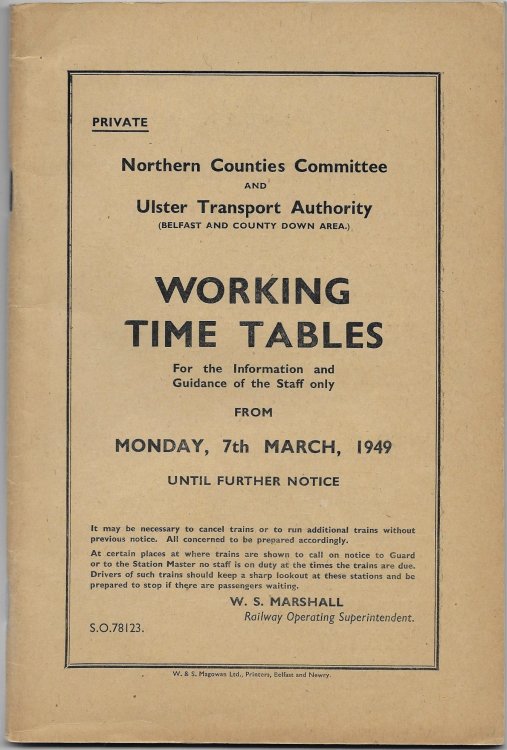 PRIVATE
Northern Counties Committee
AND
Ulster Transport Authority
(BELFAST AND COUNTY DOWN AREA.)
WORKING
TIME TABLES
For the Information and
Guidance of the Staff only
FROM
MONDAY, 7th MARCH, 1949
UNTIL FURTHER NOTICE
It may be necessary to cancel trains or to run additional trains without
previous notice. All concerned to be prepared accordingly.
At certain places at where trains are shown to call on notice to Guard
or to the Station Master no staff is on duty at the times the trains are due.
Drivers of such trains should keep a sharp lookout at these stations and be
prepared to stop if there are passengers waiting.
W. S. MARSHALL
Railway Operating Superintendent.
S.O.78123.
W. & S. Magowan Ltd., Printers, Belfast and Newry.